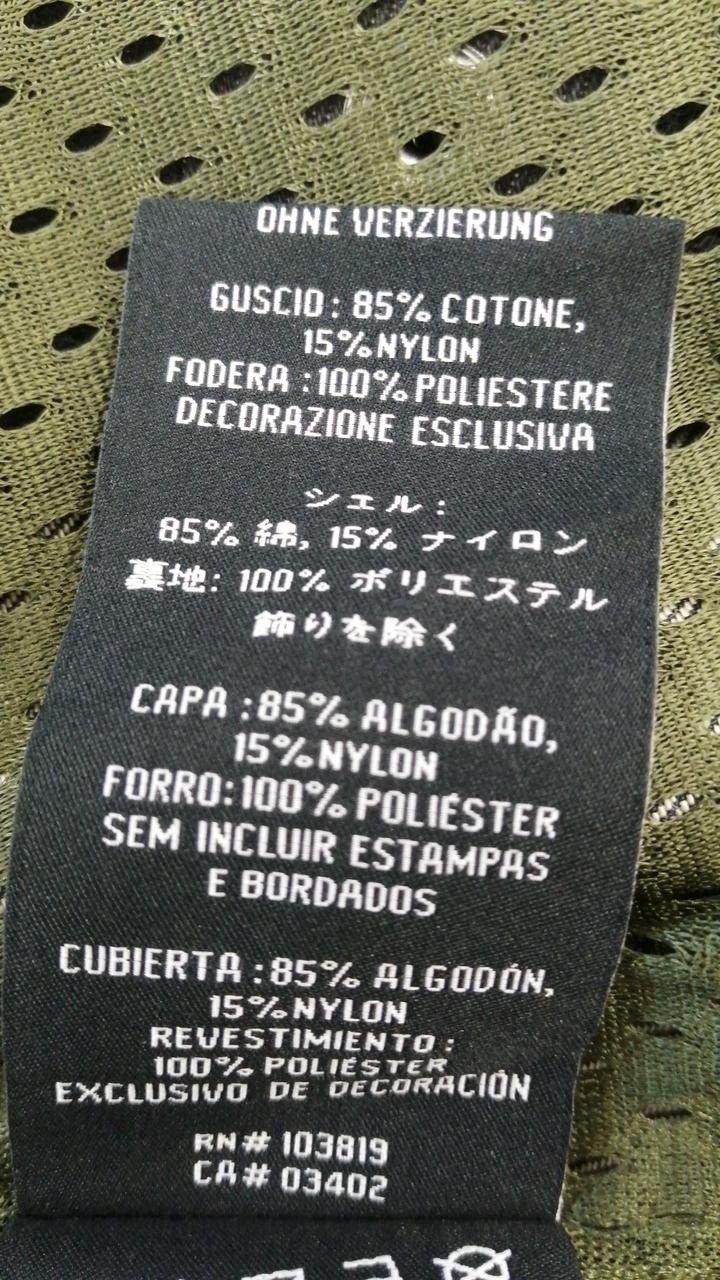 OHNE VERZIERUNG
GUSCIO: 85% COTONE,
15% NYLON
FODERA :100% POLIESTERE
DECORAZIONE ESCLUSIVA
シェル:
85% 綿, 15% ナイロン
裏地: 100% ポリエステル
飾りを除く
CAPA :85% ALGODÃO,
15% NYLON
FORRO:100% POLIÉSTER
SEM INCLUIR ESTAMPAS
E BORDADOS
CUBIERTA :85% ALGODÓN,
15% NYLON
REVESTIMIENTO:
100% POLIÉSTER
EXCLUSIVO DE DECORACIÓN
RN# 103819
CA# 03402